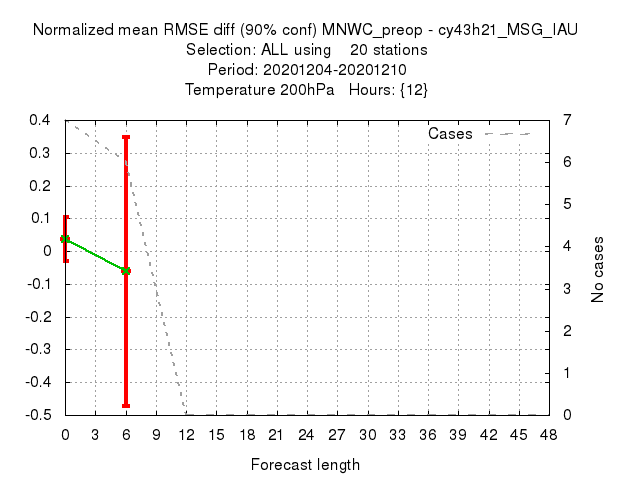 Normalized mean RMSE diff (90% conf) MNWC_preop - cy43h21_MSG_IAU
Selection: ALL using 20 stations
Period: 20201204-20201210
Temperature 200hPa Hours: {12}
Cases
0.4
0.3
0.2
0.1
0
-0.1
-0.2
-0.3
-0.4
-0.5
7
6
5
4
3
2
1
0
No cases
0 3 6 9 12 15 18 21 24 27 30 33 36 39 42 45 48
Forecast length